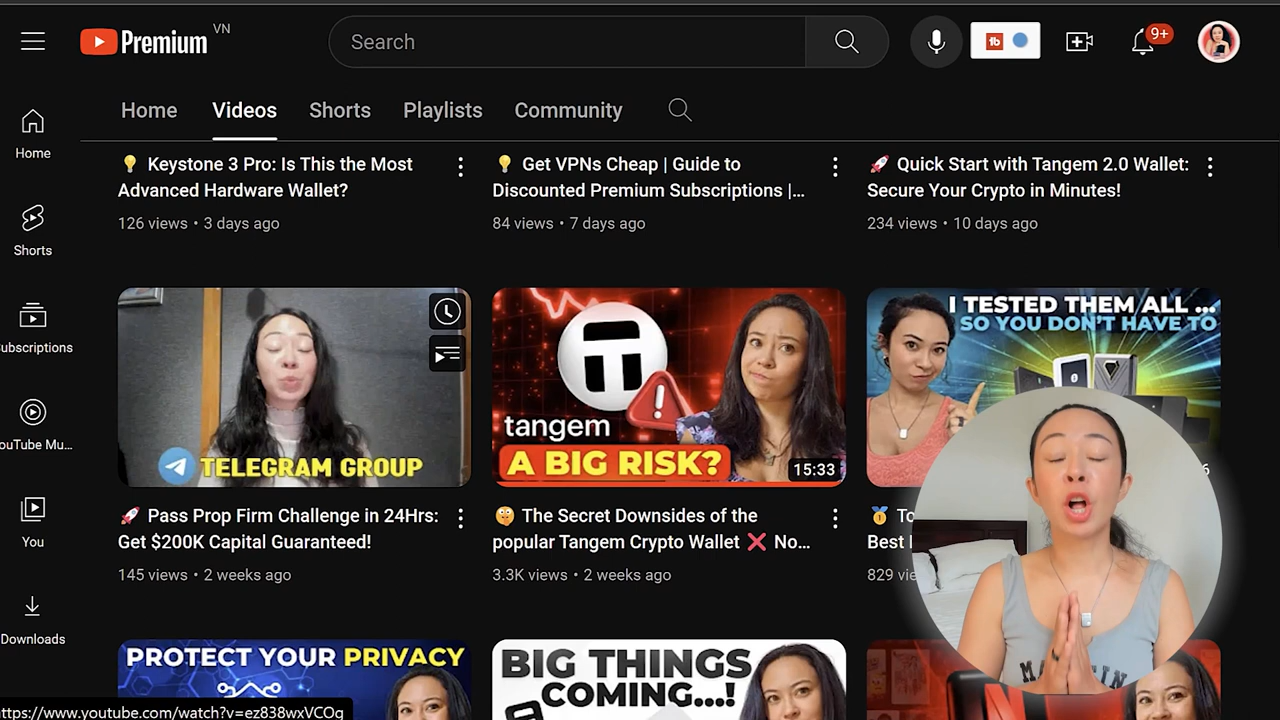 Premium VN
Search
9+
Home Videos Shorts Playlists Community
Home
Shorts
ubscriptions
ouTube Mu...
You
Downloads
Keystone 3 Pro: Is This the Most
Advanced Hardware Wallet?
126 views • 3 days ago
Get VPNs Cheap | Guide to
Discounted Premium Subscriptions |...
84 views • 7 days ago
Quick Start with Tangem 2.0 Wallet:
Secure Your Crypto in Minutes!
234 views • 10 days ago
TELEGRAM GROUP
Pass Prop Firm Challenge in 24Hrs:
Get $200K Capital Guaranteed!
145 views • 2 weeks ago
tangem
A BIG RISK?
15:33
The Secret Downsides of the
popular Tangem Crypto Wallet ❌ No...
3.3K views • 2 weeks ago
I TESTED THEM ALL ...
SO YOU DON'T HAVE TO
Best
829 vie
PROTECT YOUR PRIVACY
BIG THINGS
COMING...!
ttps://www.youtube.com/watch?v=ez838wxVCOg